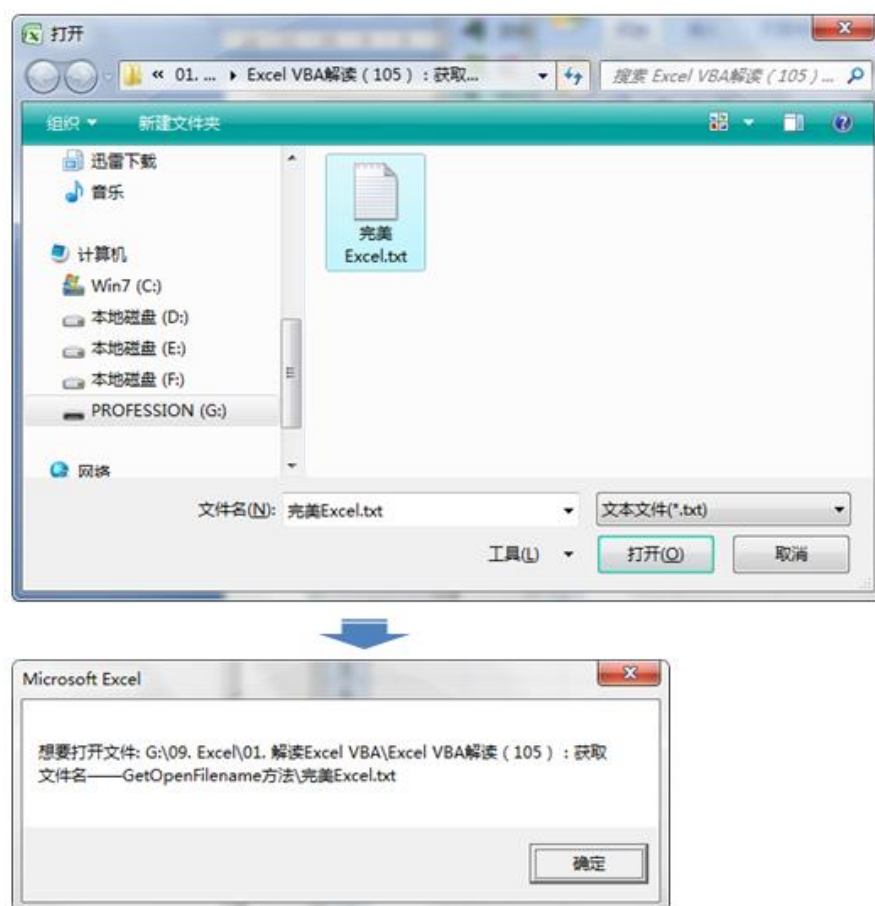 打开
« 01. ... ▸ Excel VBA解读（105）：获取...
搜索 Excel VBA解读（105）...
组织
新建文件夹
迅雷下载
音乐
计算机
Win7 (C:)
本地磁盘 (D:)
本地磁盘 (E:)
本地磁盘 (F:)
PROFESSION (G:)
网络
完美
Excel.txt
文件名(N):
完美Excel.txt
文本文件(*.txt)
工具(L)
打开(O)
取消
Microsoft Excel
想要打开文件: G:\09. Excel\01. 解读Excel VBA\Excel VBA解读（105）：获取
文件名——GetOpenFilename方法\完美Excel.txt
确定